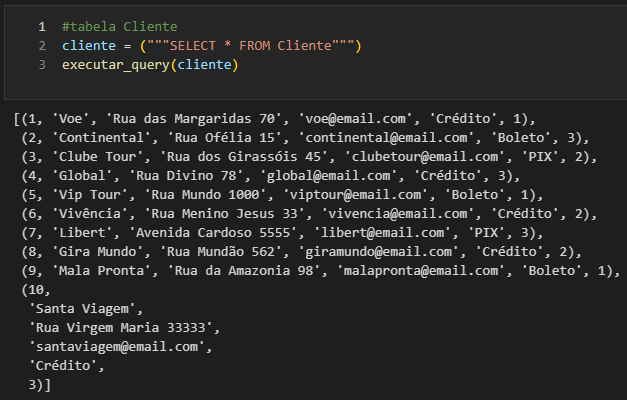 1 #tabela Cliente
2 cliente = ("""SELECT * FROM Cliente""")
3 executar_query(cliente)
[(1, 'Voe', 'Rua das Margaridas 70', 'voe@email.com', 'Crédito', 1),
(2, 'Continental', 'Rua Ofélia 15', 'continental@email.com', 'Boleto', 3),
(3, 'Clube Tour', 'Rua dos Girassóis 45', 'clubetour@email.com', 'PIX', 2),
(4, 'Global', 'Rua Divino 78', 'global@email.com', 'Crédito', 3),
(5, 'Vip Tour', 'Rua Mundo 1000', 'viptour@email.com', 'Boleto', 1),
(6, 'Vivência', 'Rua Menino Jesus 33', 'vivencia@email.com', 'Crédito', 2),
(7, 'Libert', 'Avenida Cardoso 5555', 'libert@email.com', 'PIX', 3),
(8, 'Gira Mundo', 'Rua Mundão 562', 'giramundo@email.com', 'Crédito', 2),
(9, 'Mala Pronta', 'Rua da Amazonia 98', 'malapronta@email.com', 'Boleto', 1),
(10,
'Santa Viagem',
'Rua Virgem Maria 33333',
'santaviagem@email.com',
'Crédito',
3)]